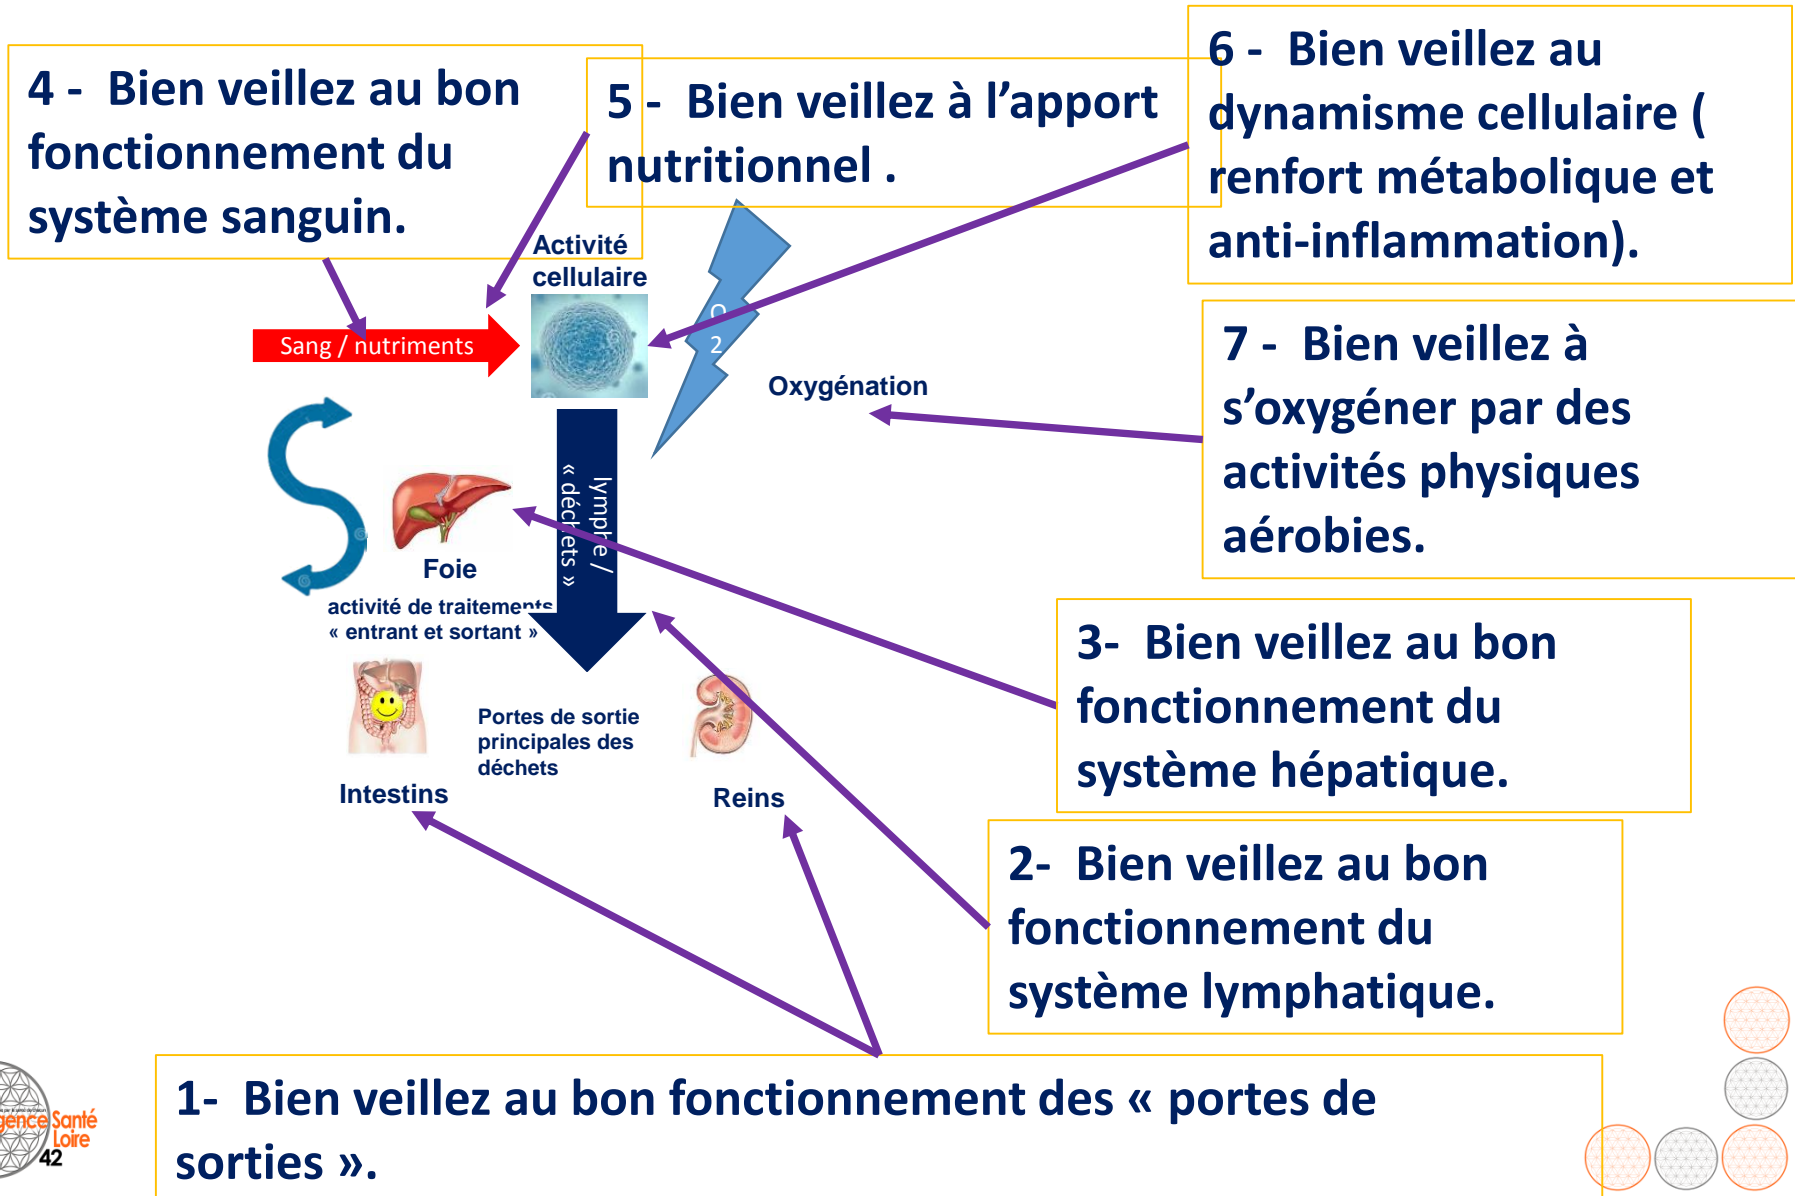 4 - Bien veillez au bon
fonctionnement du
système sanguin.
5 - Bien veillez à l’apport
nutritionnel .
6 - Bien veillez au
dynamisme cellulaire (
renfort métabolique et
anti-inflammation).
Activité
cellulaire
Sang / nutriments
O
2
Oxygénation
7 - Bien veillez à
s’oxygéner par des
activités physiques
aérobies.
lymphe /
« déchets »
Foie
activité de traitements
« entrant et sortant »
3- Bien veillez au bon
fonctionnement du
système hépatique.
Portes de sortie
principales des
déchets
Intestins
Reins
2- Bien veillez au bon
fonctionnement du
système lymphatique.
1- Bien veillez au bon fonctionnement des « portes de
sorties ».
Santé
Loire
42